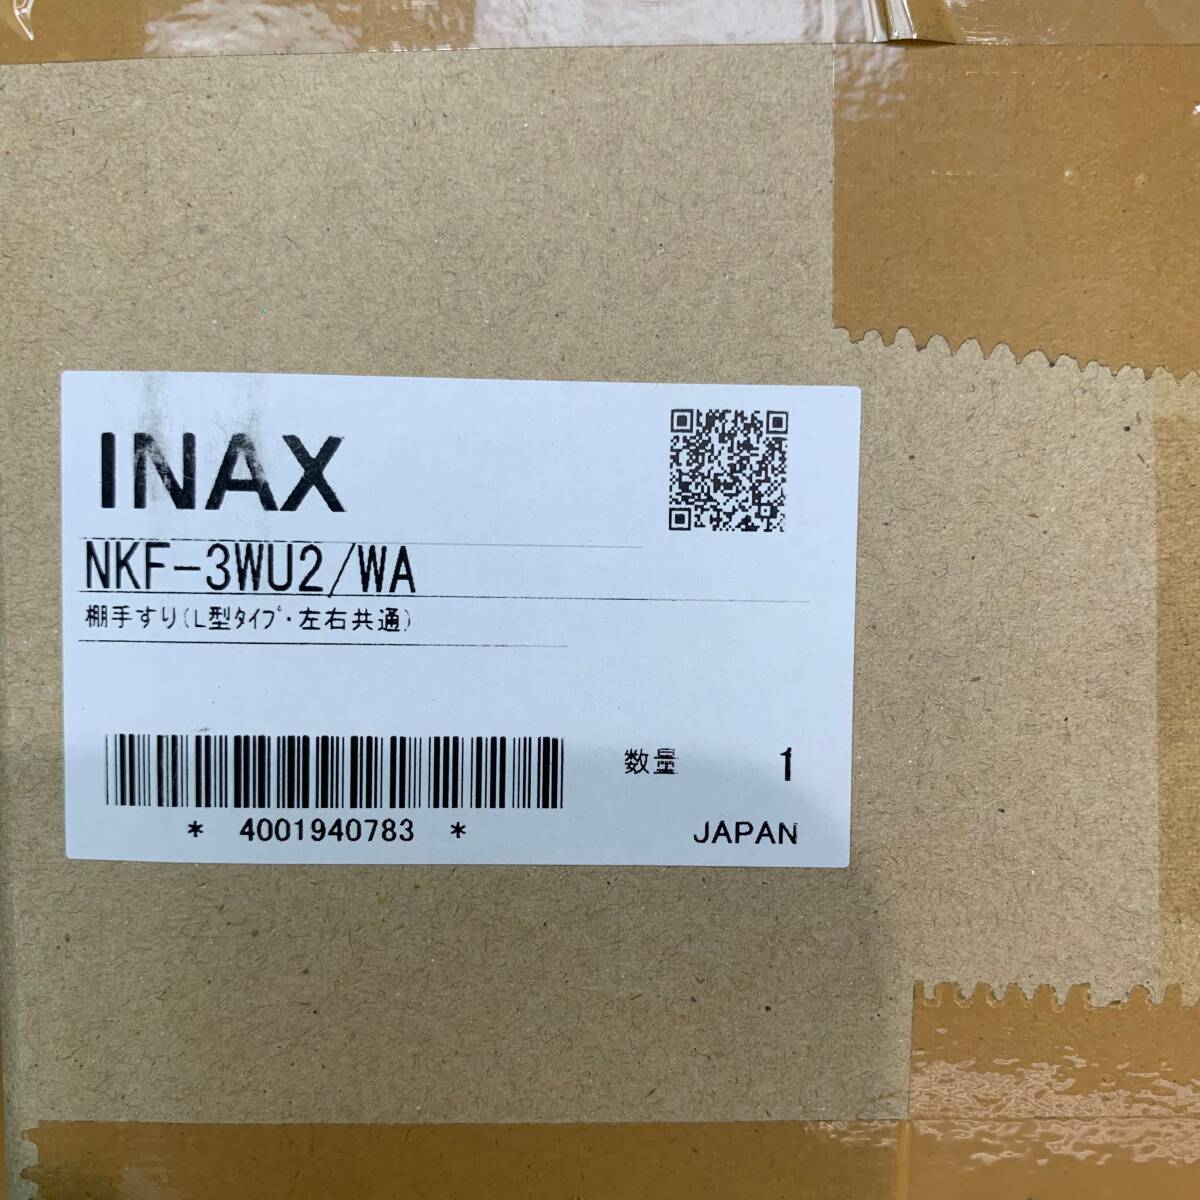 INAX
NKF-3WU2/WA
棚手すり(L型ﾀｲﾌﾟ･左右共通)
数量 1
* 4001940783 *
JAPAN